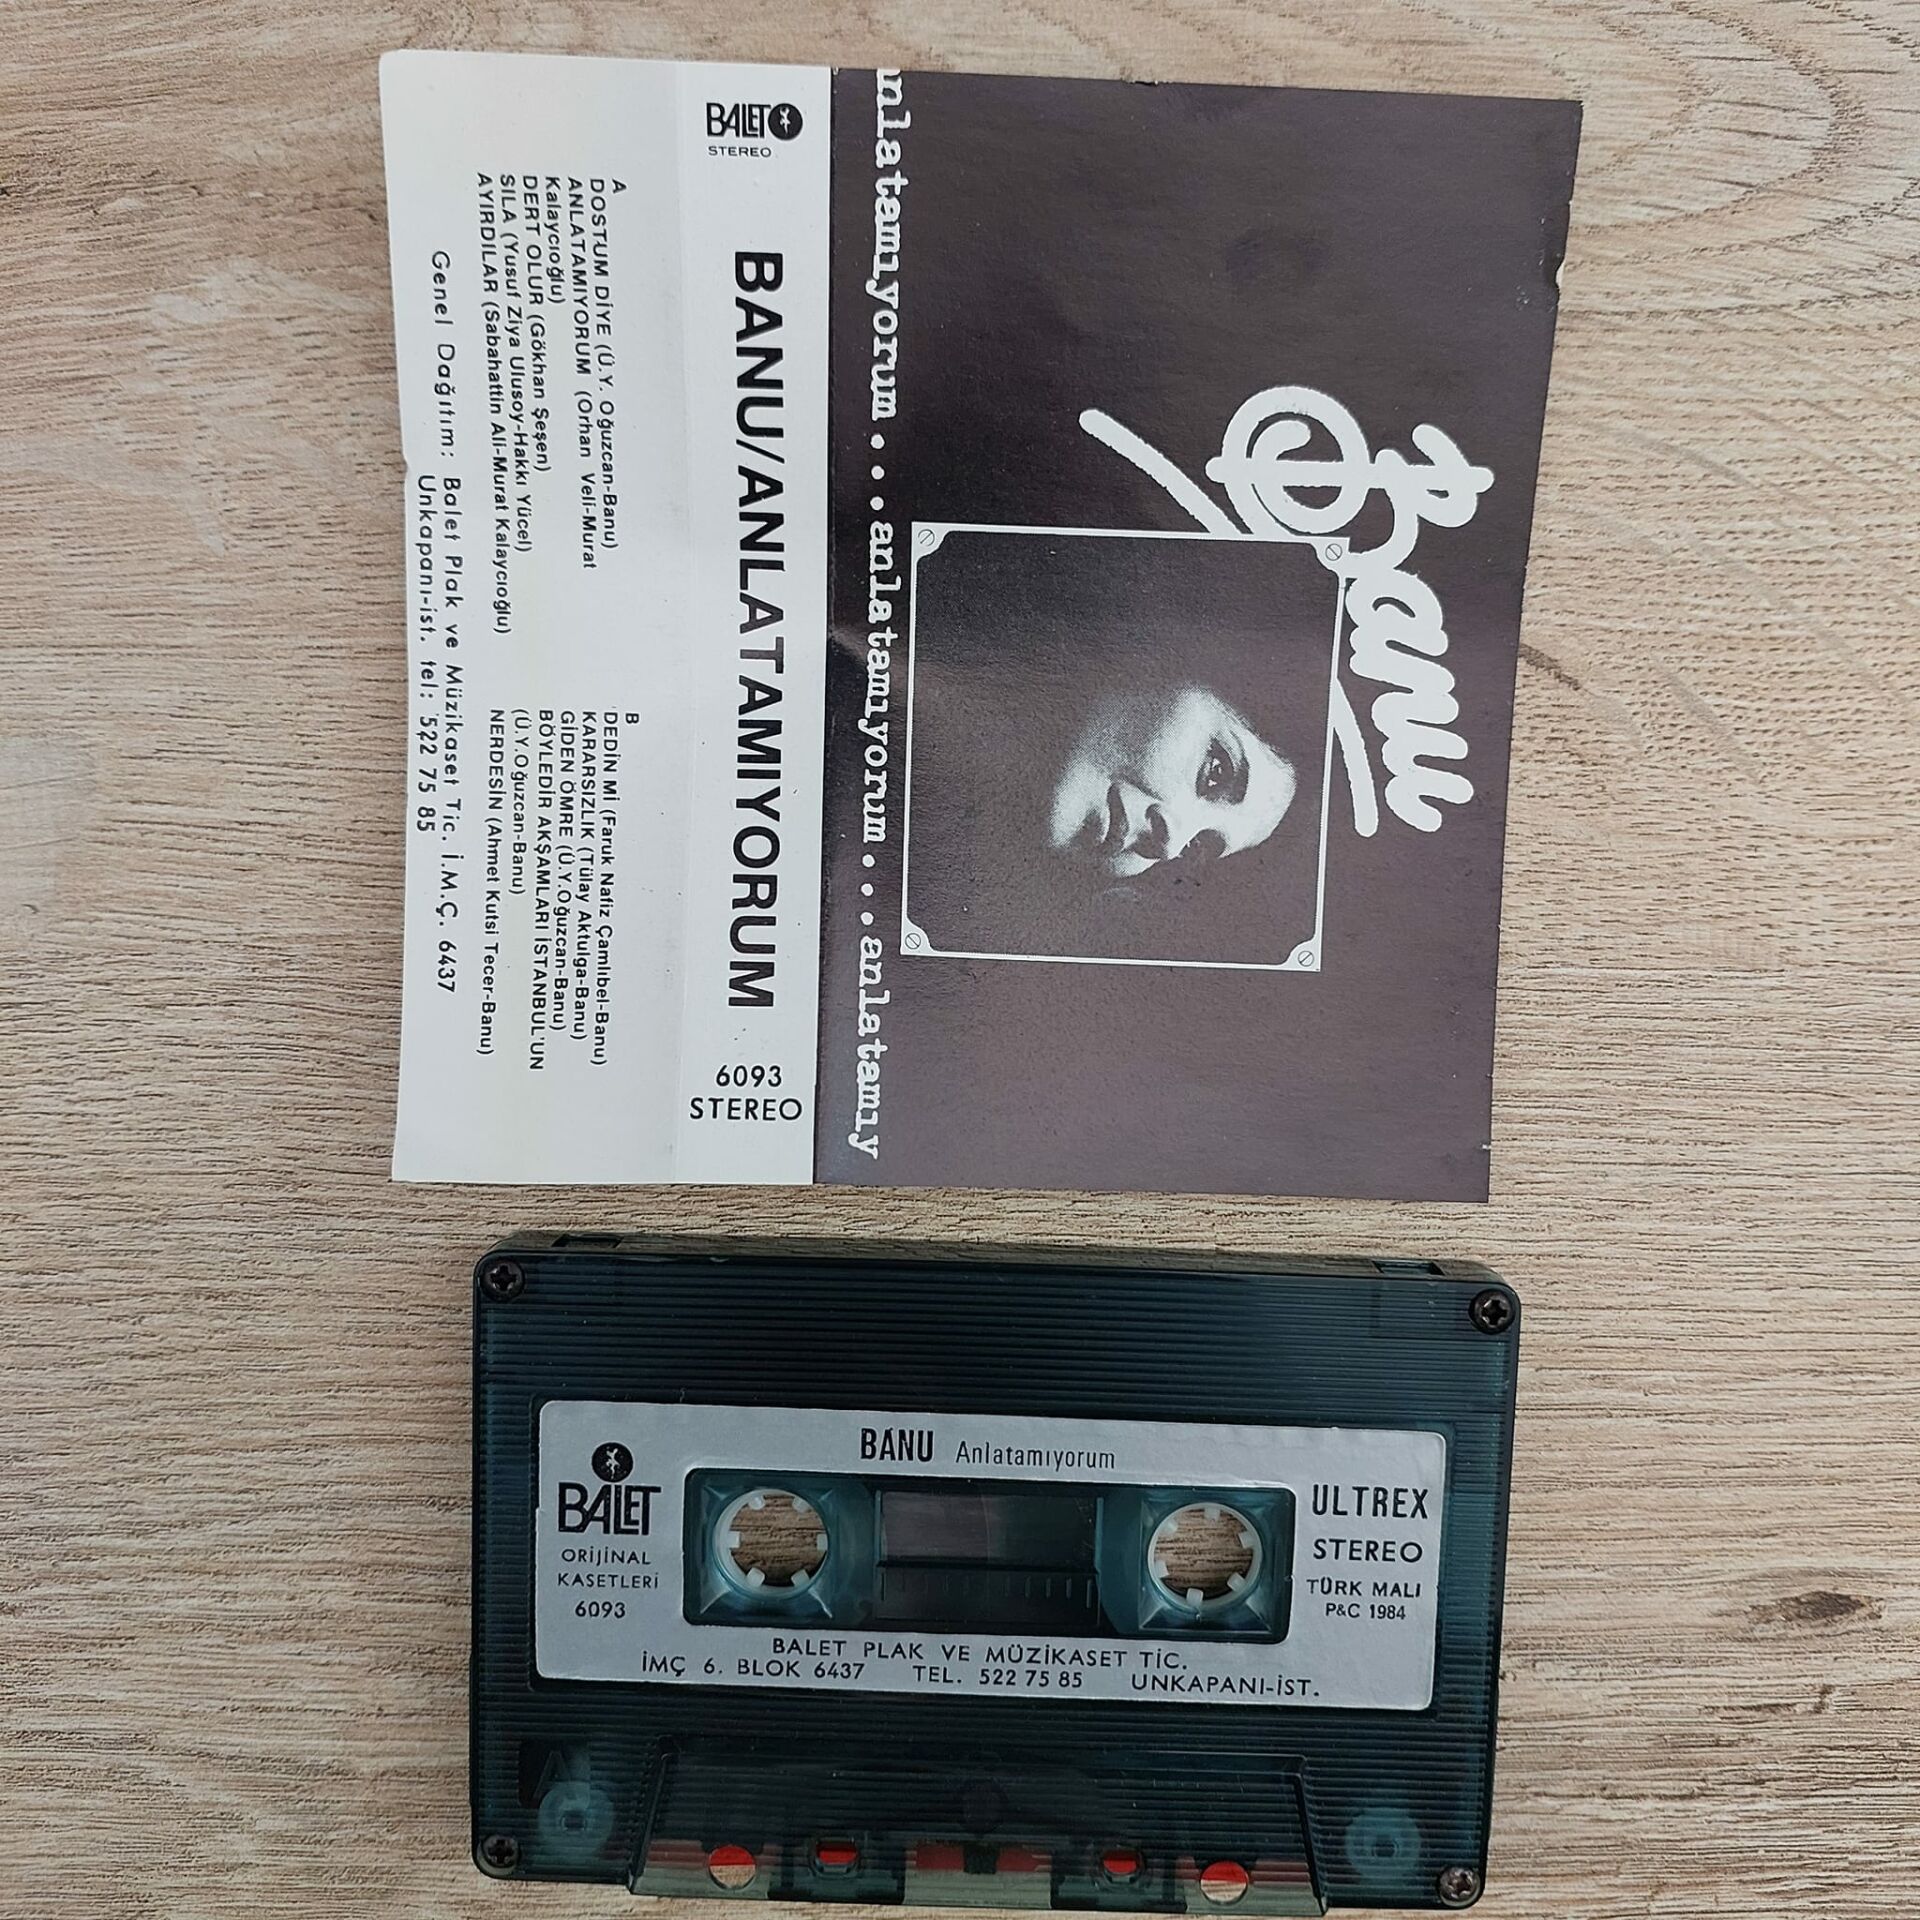 BALET
STEREO
BANU/ANLATAMIYORUM
6093
STEREO
A
DOSTUM DİYE (Ü.Y. Oğuzcan-Banu)
ANLATAMIYORUM (Orhan Veli-Murat
Kalaycıoğlu)
DERT OLUR (Gökhan Şeşen)
SILA (Yusuf Ziya Ulusoy-Hakkı Yücel)
AYIRDILAR (Sabahattin Ali-Murat Kalaycıoğlu)
B
DEDİN Mİ (Faruk Nafiz Çamlıbel-Banu)
KARARSIZLIK (Tülay Aktulga-Banu)
GİDEN ÖMRE (Ü.Y.Oğuzcan-Banu)
BÖYLEDİR AKŞAMLARI İSTANBUL'UN
(Ü.Y.Oğuzcan-Banu)
NERDESİN (Ahmet Kutsi Tecer-Banu)
Genel Dağıtım: Balet Plak ve Müzikaset Tic. İ.M.Ç. 6437
Unkapanı-ist. tel: 522 75 85
Banu
nlatamıyorum...anlatamıyorum...anlatamıy
BANU Anlatamıyorum
BALET
ORİJİNAL
KASETLERİ
6093
ULTREX
STEREO
TÜRK MALI
P&C 1984
BALET PLAK VE MÜZİKASET TİC.
İMÇ 6. BLOK 6437 TEL. 522 75 85 UNKAPANI-İST.
A